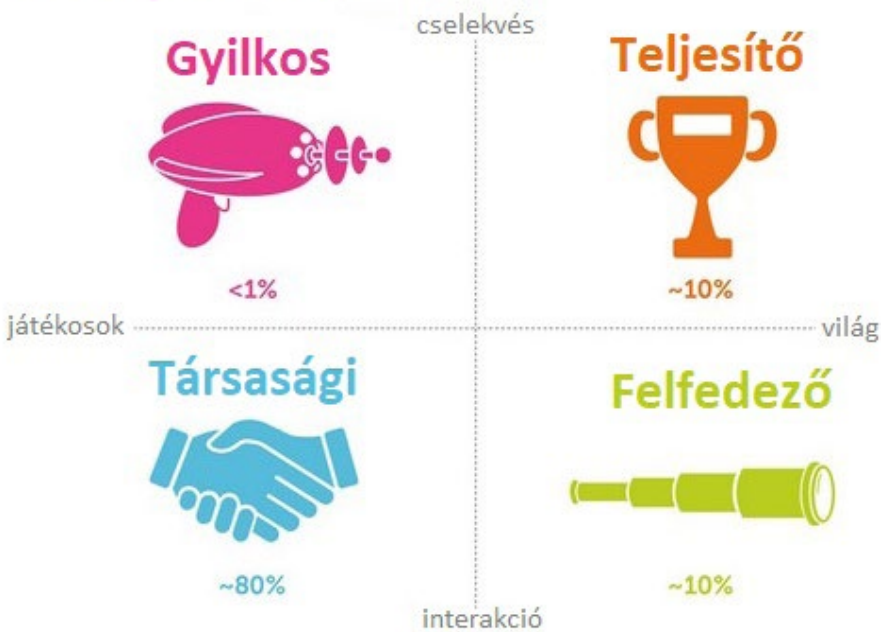 cselekvés
Gyilkos
Teljesítő
<1%
~10%
játékosok
világ
Társasági
Felfedező
~80%
~10%
interakció